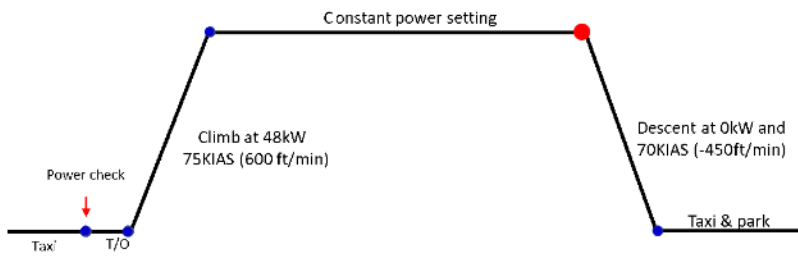 Constant power setting
Climb at 48kW
75KIAS (600 ft/min)
Descent at 0kW and
70KIAS (-450ft/min)
Power check
Taxi
T/O
Taxi & park